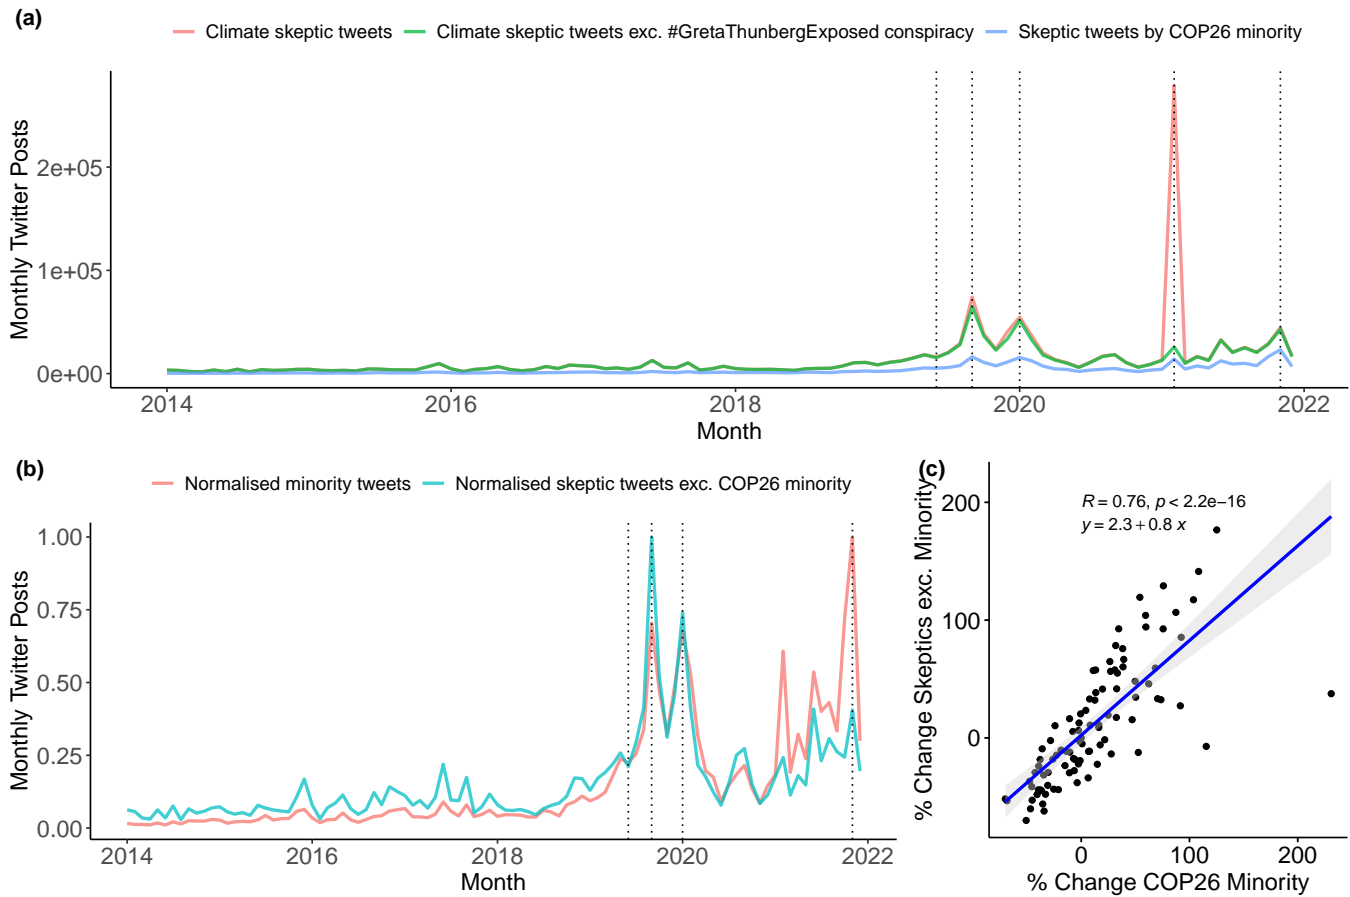 (a)
Climate skeptic tweets
Climate skeptic tweets exc. #GretaThunbergExposed conspiracy
Skeptic tweets by COP26 minority
Monthly Twitter Posts
2e+05
1e+05
0e+00
2014
2016
2018
2020
2022
Month
(b)
Normalised minority tweets
Normalised skeptic tweets exc. COP26 minority
Monthly Twitter Posts
1.00
0.75
0.50
0.25
0.00
2014
2016
2018
2020
2022
Month
(c)
% Change Skeptics exc. Minority
200
100
0
R = 0.76, p < 2.2e−16
y = 2.3 + 0.8 x
0
100
200
% Change COP26 Minority